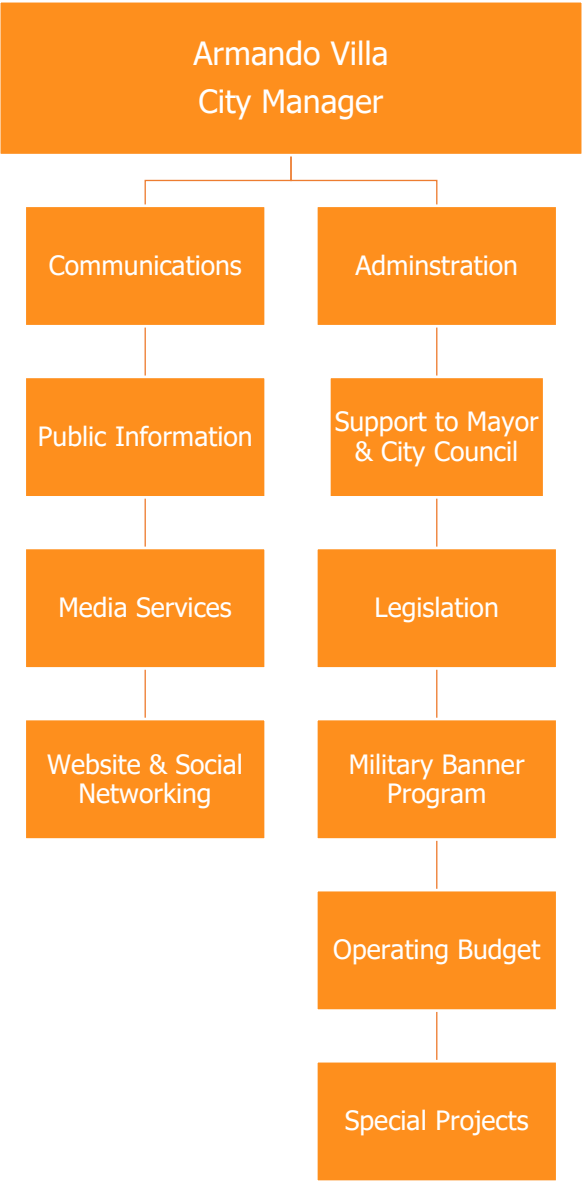 Armando Villa
City Manager
Communications
Adminstration
Public Information
Support to Mayor
& City Council
Media Services
Legislation
Website & Social
Networking
Military Banner
Program
Operating Budget
Special Projects